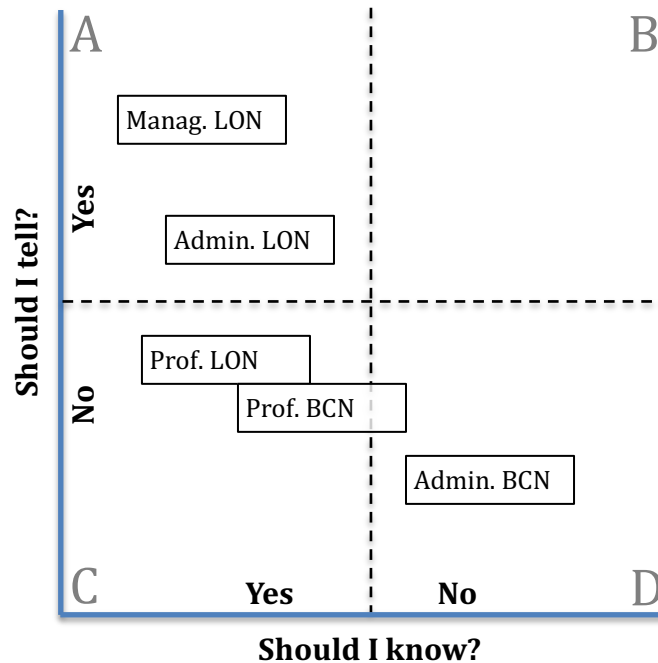 A
B
Manag. LON
Admin. LON
Should I tell?
Yes
No
Prof. LON
Prof. BCN
Admin. BCN
C
D
Yes
No
Should I know?